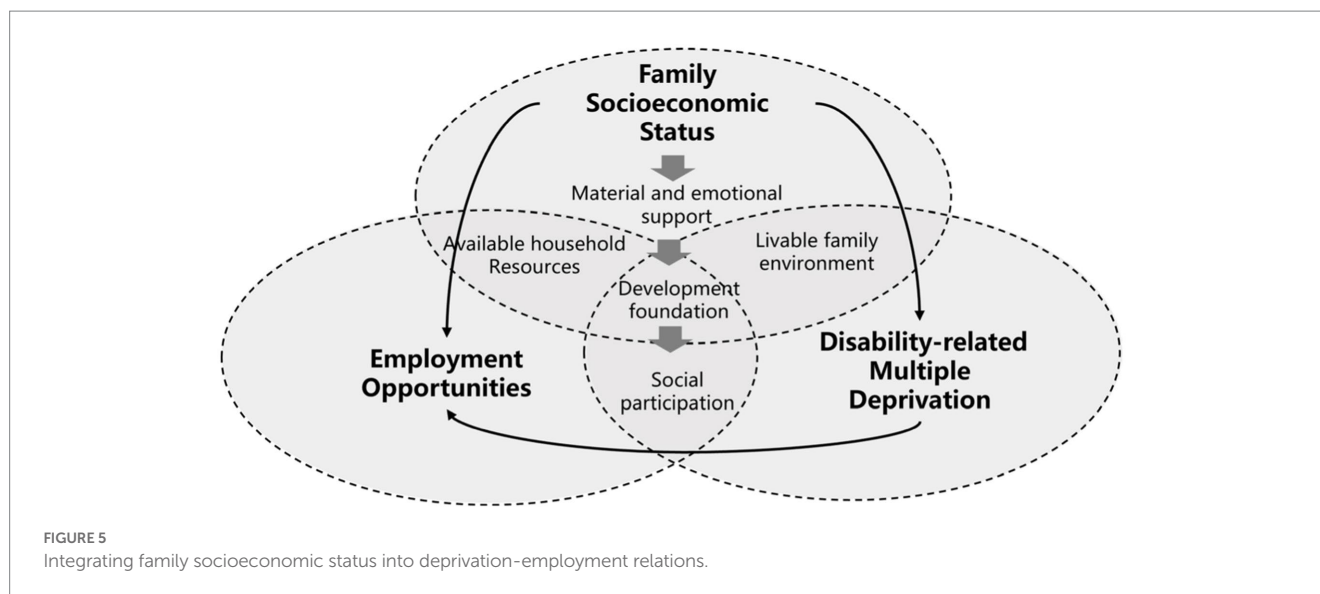 Family
Socioeconomic
Status
Material and emotional
support
Available household
Resources
Livable family
environment
Development
foundation
Employment
Opportunities
Social
participation
Disability-related
Multiple
Deprivation
FIGURE 5
Integrating family socioeconomic status into deprivation-employment relations.